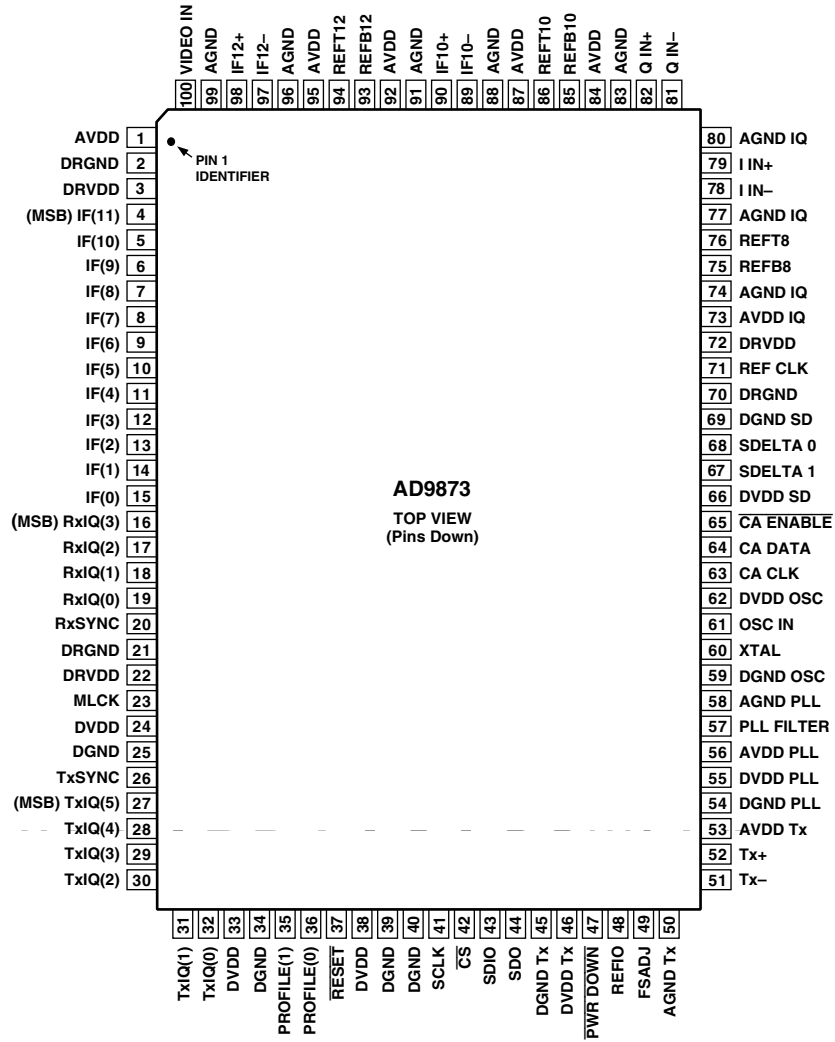 VIDEO IN
AGND
IF12+
IF12–
AGND
AVDD
REFT12
REFB12
AVDD
AGND
IF10+
IF10–
AGND
AVDD
REFT10
REFB10
AVDD
AGND
Q IN+
Q IN–
100 99 98 97 96 95 94 93 92 91 90 89 88 87 86 85 84 83 82 81
PIN 1
IDENTIFIER
AVDD 1
DRGND 2
DRVDD 3
(MSB) IF(11) 4
IF(10) 5
IF(9) 6
IF(8) 7
IF(7) 8
IF(6) 9
IF(5) 10
IF(4) 11
IF(3) 12
IF(2) 13
IF(1) 14
IF(0) 15
(MSB) RxIQ(3) 16
RxIQ(2) 17
RxIQ(1) 18
RxIQ(0) 19
RxSYNC 20
DRGND 21
DRVDD 22
MLCK 23
DVDD 24
DGND 25
TxSYNC 26
(MSB) TxIQ(5) 27
TxIQ(4) 28
TxIQ(3) 29
TxIQ(2) 30
AD9873
TOP VIEW
(Pins Down)
80 AGND IQ
79 I IN+
78 I IN–
77 AGND IQ
76 REFT8
75 REFB8
74 AGND IQ
73 AVDD IQ
72 DRVDD
71 REF CLK
70 DRGND
69 DGND SD
68 SDELTA 0
67 SDELTA 1
66 DVDD SD
65 CA ENABLE
64 CA DATA
63 CA CLK
62 DVDD OSC
61 OSC IN
60 XTAL
59 DGND OSC
58 AGND PLL
57 PLL FILTER
56 AVDD PLL
55 DVDD PLL
54 DGND PLL
53 AVDD Tx
52 Tx+
51 Tx–
31 32 33 34 35 36 37 38 39 40 41 42 43 44 45 46 47 48 49 50
TxIQ(1)
TxIQ(0)
DVDD
DGND
PROFILE(1)
PROFILE(0)
RESET
DVDD
DGND
DGND
SCLK
CS
SDIO
SDO
DGND Tx
DVDD Tx
PWR DOWN
REFIO
FSADJ
AGND Tx